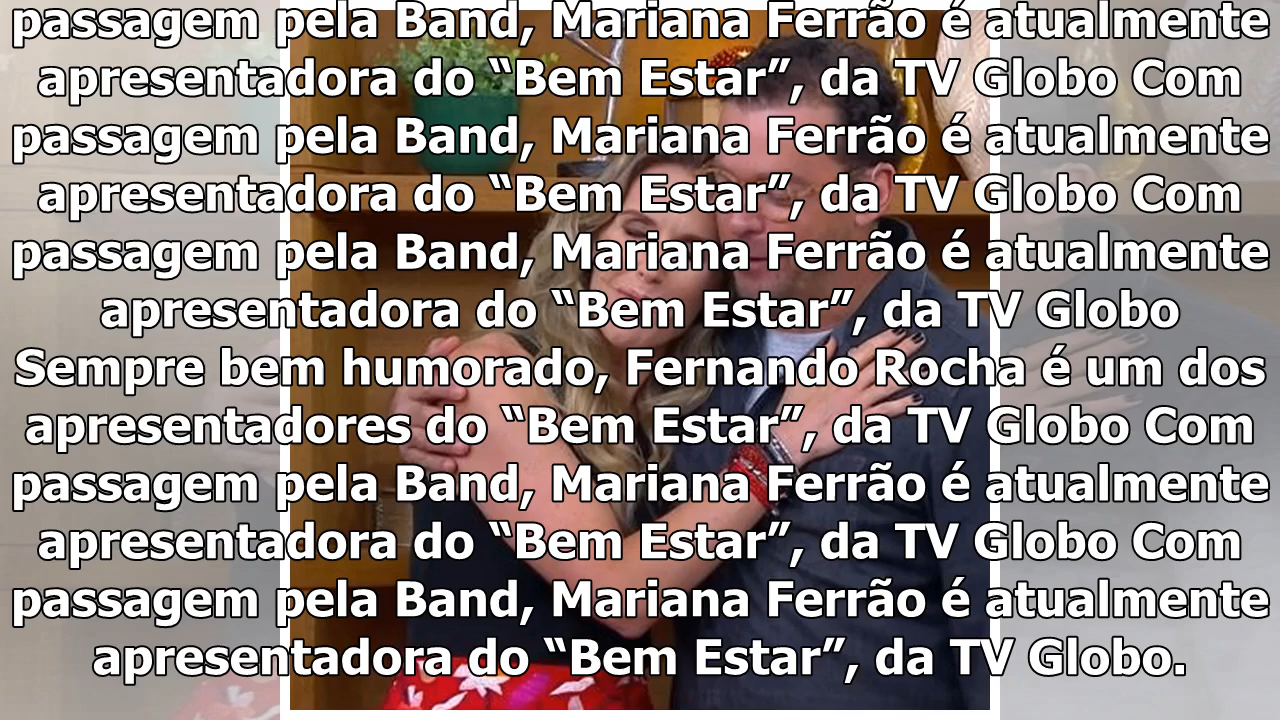 passagem pela Band, Mariana Ferrão é atualmente
apresentadora do “Bem Estar”, da TV Globo Com
passagem pela Band, Mariana Ferrão é atualmente
apresentadora do “Bem Estar”, da TV Globo Com
passagem pela Band, Mariana Ferrão é atualmente
apresentadora do “Bem Estar”, da TV Globo
Sempre bem humorado, Fernando Rocha é um dos
apresentadores do “Bem Estar”, da TV Globo Com
passagem pela Band, Mariana Ferrão é atualmente
apresentadora do “Bem Estar”, da TV Globo Com
passagem pela Band, Mariana Ferrão é atualmente
apresentadora do “Bem Estar”, da TV Globo.